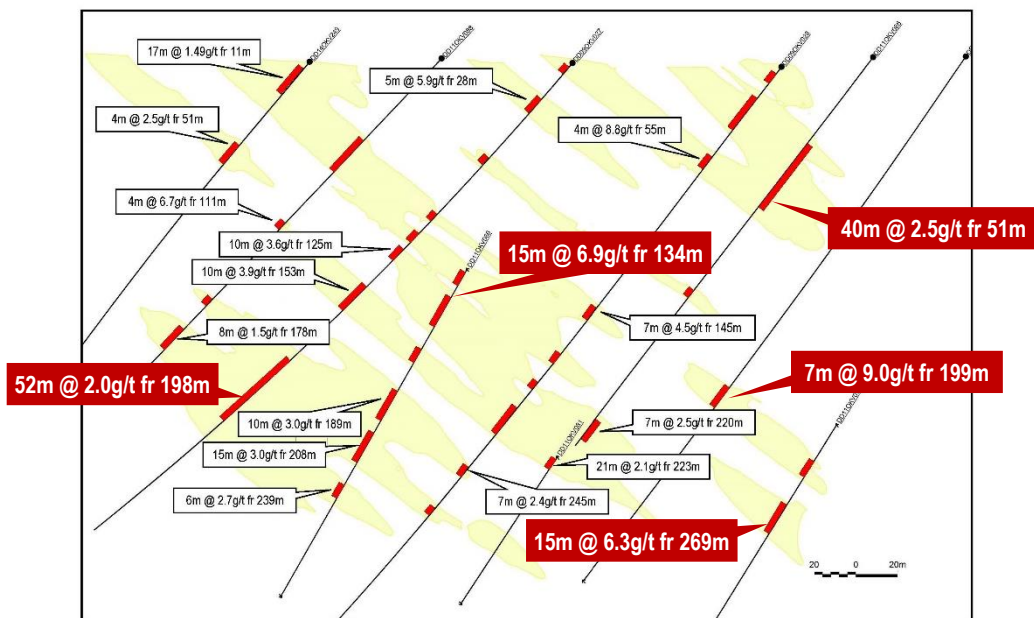 17m @ 1.49g/t fr 11m
5m @ 5.9g/t fr 28m
4m @ 2.5g/t fr 51m
4m @ 8.8g/t fr 55m
4m @ 6.7g/t fr 111m
10m @ 3.6g/t fr 125m
15m @ 6.9g/t fr 134m
40m @ 2.5g/t fr 51m
10m @ 3.9g/t fr 153m
8m @ 1.5g/t fr 178m
7m @ 4.5g/t fr 145m
52m @ 2.0g/t fr 198m
7m @ 9.0g/t fr 199m
10m @ 3.0g/t fr 189m
7m @ 2.5g/t fr 220m
15m @ 3.0g/t fr 208m
21m @ 2.1g/t fr 223m
6m @ 2.7g/t fr 239m
7m @ 2.4g/t fr 245m
15m @ 6.3g/t fr 269m
20 0 20m